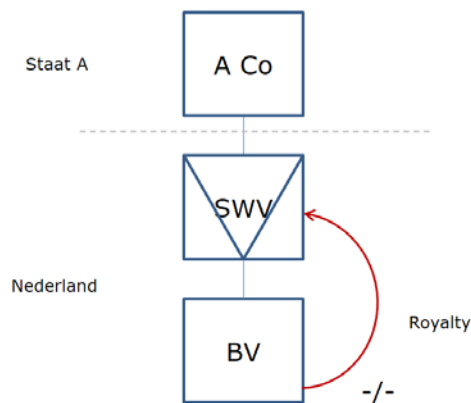 Staat A
A Co
SWV
Nederland
BV
Royalty
-/-